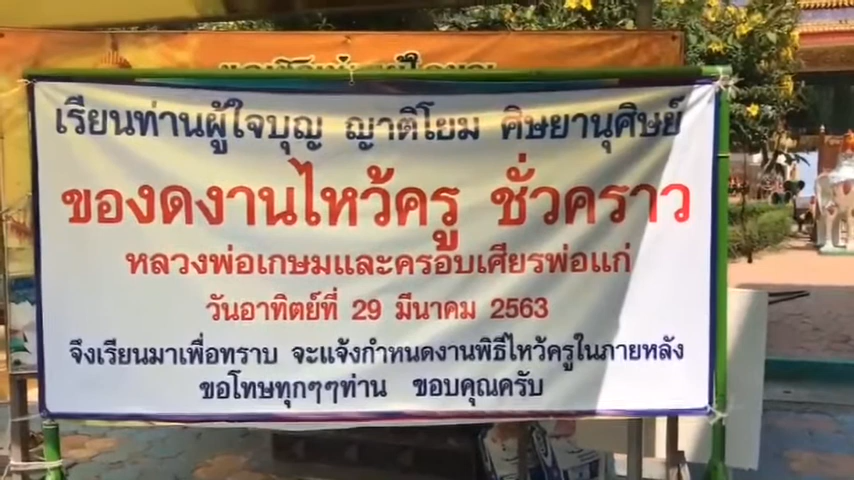 เรียนท่านผู้ใจบุญ ญาติโยม ศิษยานุศิษย์
ของดงานไหว้ครู ชั่วคราว
หลวงพ่อเกษมและครอบเศียรพ่อแก่
วันอาทิตย์ที่ 29 มีนาคม 2563
จึงเรียนมาเพื่อทราบ จะแจ้งกำหนดงานพิธีไหว้ครูในภายหลัง
ขอโทษทุกๆๆท่าน ขอบคุณครับ